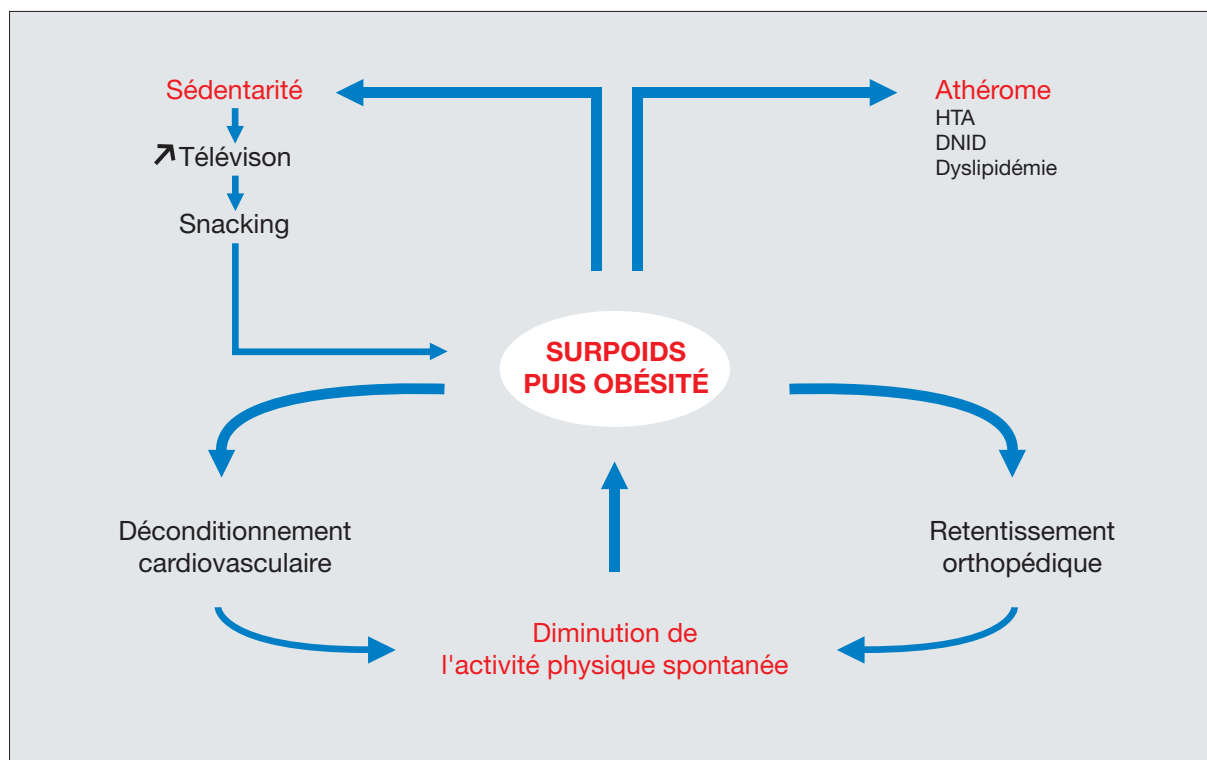 Sédentarité
↗Télévison
Snacking
Athérome
HTA
DNID
Dyslipidémie
SURPOIDS
PUIS OBÉSITÉ
Déconditionnement
cardiovasculaire
Retentissement
orthopédique
Diminution de
l'activité physique spontanée